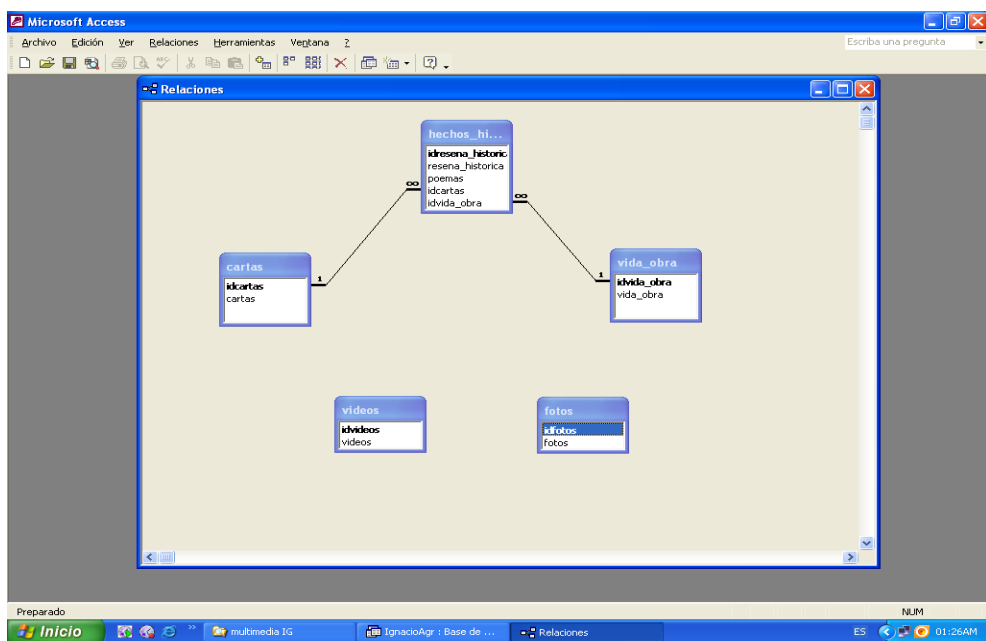 Microsoft Access
Archivo Edición Ver Relaciones Herramientas Ventana ?
Escriba una pregunta
Relaciones
hechos_hi...
idresena_historic
resena_historica
poemas
idcartas
idvida_obra
∞
∞
cartas
idcartas
cartas
1
vida_obra
idvida_obra
vida_obra
1
videos
idvideos
videos
fotos
idfotos
fotos
Preparado
NUM
Inicio
multimedia IG
IgnacioAgr : Base de ...
Relaciones
ES
01:26AM